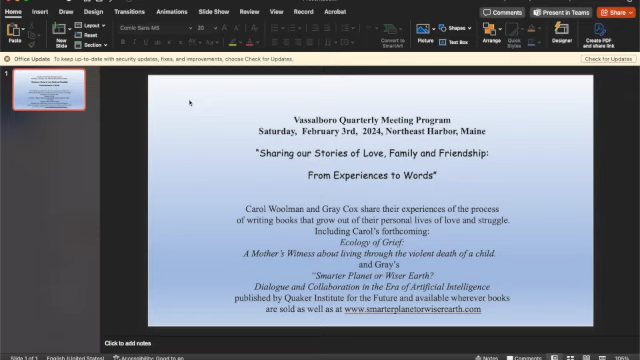 Home Insert Draw Design Transitions Animations Slide Show Review View Record Acrobat
Comments Present in Teams Share
Paste
New Slide
Layout
Reset
Section
Comic Sans MS
Convert to SmartArt
Picture
Shapes
Text Box
Arrange
Quick Styles
Designer
Create PDF and share link
Office Update To keep up-to-date with security updates, fixes, and improvements, choose Check for Updates.
Check for Updates
1
Vassalboro Quarterly Meeting Program
Saturday, February 3rd, 2024, Northeast Harbor, Maine
"Sharing our Stories of Love, Family and Friendship:
From Experiences to Words"
Carol Woolman and Gray Cox share their experiences of the process
of writing books that grow out of their personal lives of love and struggle.
Including Carol's forthcoming:
Ecology of Grief:
A Mother's Witness about living through the violent death of a child.
and Gray's
"Smarter Planet or Wiser Earth?
Dialogue and Collaboration in the Era of Artificial Intelligence
published by Quaker Institute for the Future and available wherever books
are sold as well as at www.smarterplanetorwiserearth.com
Click to add notes
Slide 1 of 1 English (United States) Accessibility: Good to go
Notes Comments 105%